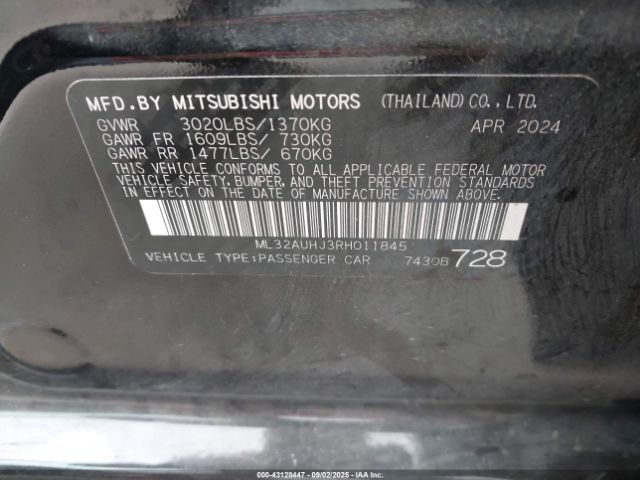 MFD.BY MITSUBISHI MOTORS (THAILAND)CO.,LTD.
GVWR 3020LBS/1370KG APR 2024
GAWR FR 1609LBS/ 730KG
GAWR RR 1477LBS/ 670KG
THIS VEHICLE CONFORMS TO ALL APPLICABLE FEDERAL MOTOR
VEHICLE SAFETY, BUMPER, AND THEFT PREVENTION STANDARDS
IN EFFECT ON THE DATE OF MANUFACTURE SHOWN ABOVE.
ML32AUHJ3RH011845
VEHICLE TYPE:PASSENGER CAR 7430B 728
000-43128447 - 09/02/2025 - IAAI.COM